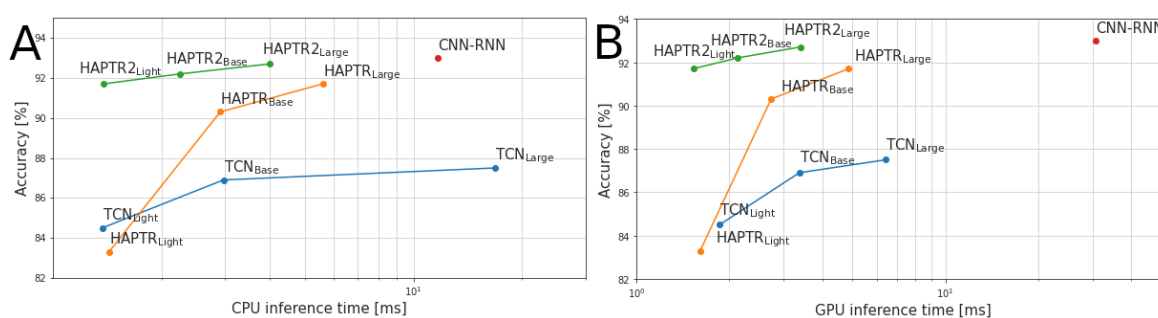 A
94
92
90
88
86
84
82
Accuracy [%]
HAPTR2Light
HAPTR2Base
HAPTR2Large
CNN-RNN
HAPTRLarge
HAPTRBase
TCNBase
TCNLarge
TCNLight
HAPTRLight
10¹
CPU inference time [ms]
B
94
92
90
88
86
84
82
Accuracy [%]
HAPTR2Light
HAPTR2Base
HAPTR2Large
CNN-RNN
HAPTRLarge
HAPTRBase
TCNBase
TCNLarge
TCNLight
HAPTRLight
10⁰
10¹
GPU inference time [ms]